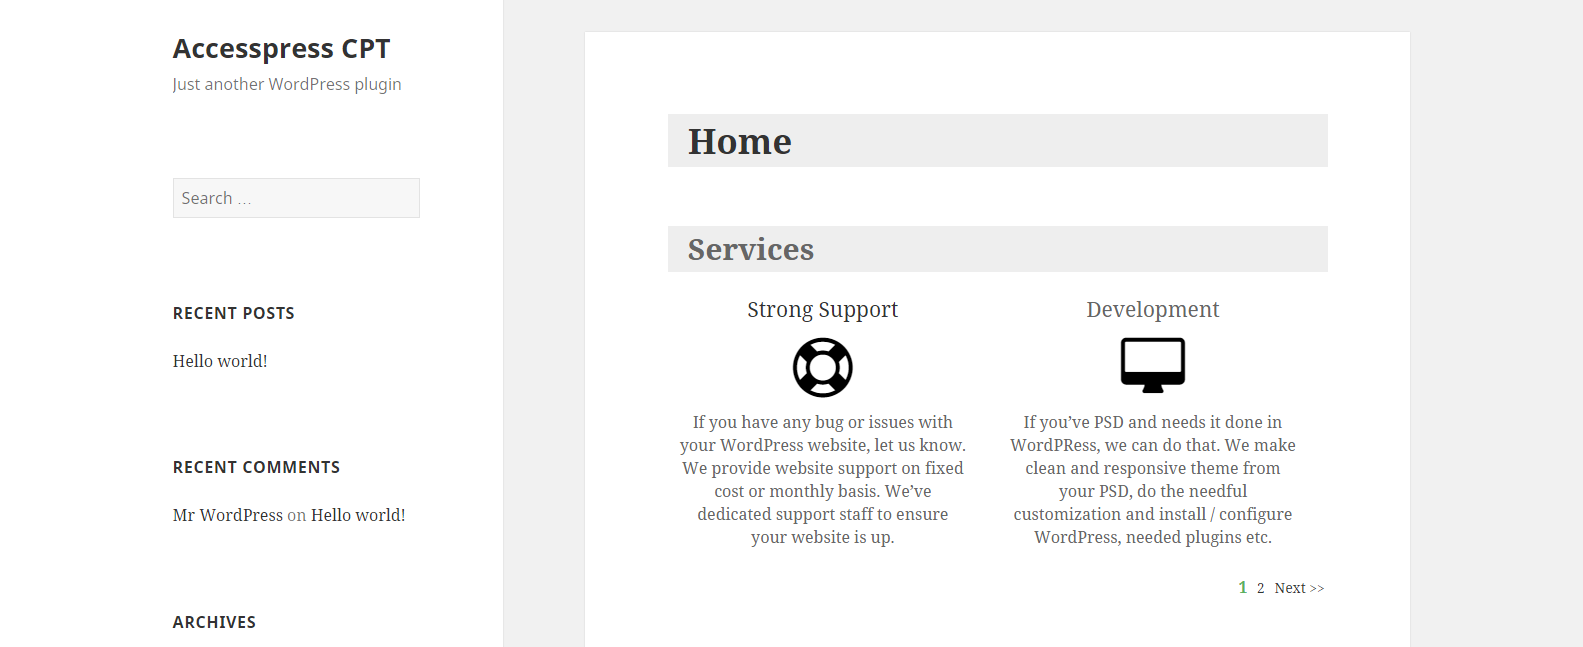 Accesspress CPT
Just another WordPress plugin
Search ...
RECENT POSTS
Hello world!
RECENT COMMENTS
Mr WordPress on Hello world!
ARCHIVES
Home
Services
Strong Support
If you have any bug or issues with
your WordPress website, let us know.
We provide website support on fixed
cost or monthly basis. We’ve
dedicated support staff to ensure
your website is up.
Development
If you’ve PSD and needs it done in
WordPRess, we can do that. We make
clean and responsive theme from
your PSD, do the needful
customization and install / configure
WordPress, needed plugins etc.
1 2 Next >>